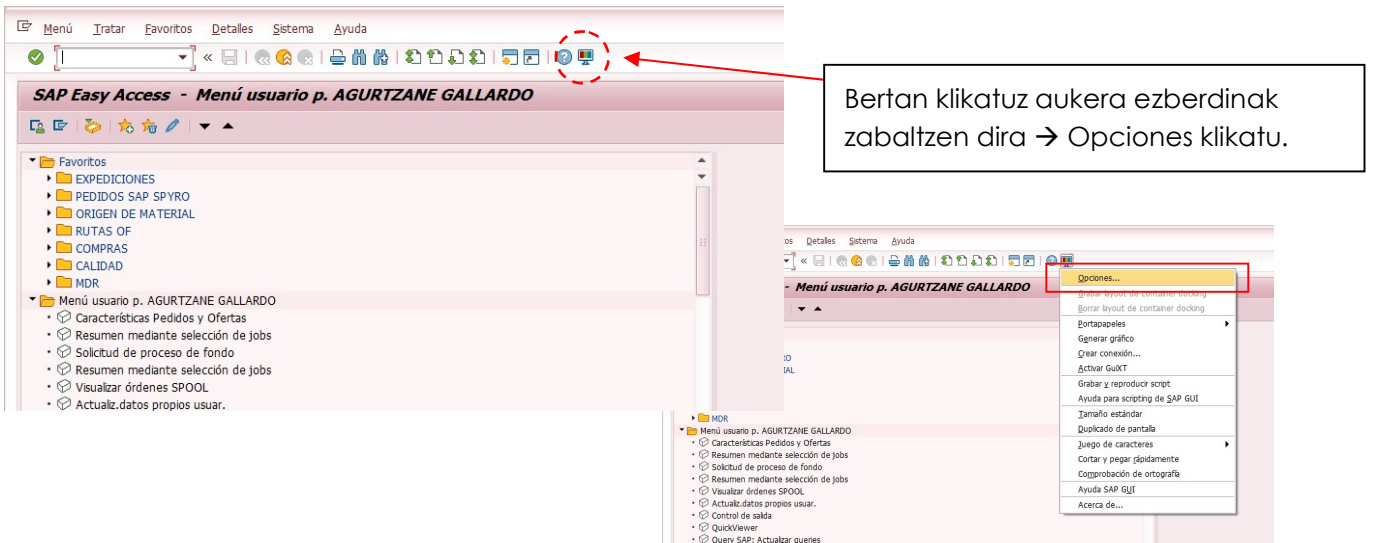 Menú Tratar Favoritos Detalles Sistema Ayuda
SAP Easy Access - Menú usuario p. AGURTZANE GALLARDO
Favoritos
EXPEDICIONES
PEDIDOS SAP SPYRO
ORIGEN DE MATERIAL
RUTAS OF
COMPRAS
CALIDAD
MDR
Menú usuario p. AGURTZANE GALLARDO
Características Pedidos y Ofertas
Resumen mediante selección de jobs
Solicitud de proceso de fondo
Resumen mediante selección de jobs
Visualizar órdenes SPOOL
Actualiz.datos propios usuar.
Bertan klikatuz aukera ezberdinak
zabaltzen dira → Opciones klikatu.
os Detalles Sistema Ayuda
- Menú usuario p. AGURTZANE GALLARDO
RO
IAL
MDR
Menú usuario p. AGURTZANE GALLARDO
Características Pedidos y Ofertas
Resumen mediante selección de jobs
Solicitud de proceso de fondo
Resumen mediante selección de jobs
Visualizar órdenes SPOOL
Actualiz.datos propios usuar.
Control de salida
QuickViewer
Query SAP: Actualizar queries
Opciones...
Grabar layout de container docking
Borrar layout de container docking
Portapapeles
Generar gráfico
Crear conexión...
Activar GuiXT
Grabar y reproducir script
Ayuda para scripting de SAP GUI
Tamaño estándar
Duplicado de pantalla
Juego de caracteres
Cortar y pegar rápidamente
Comprobación de ortografía
Ayuda SAP GUI
Acerca de...